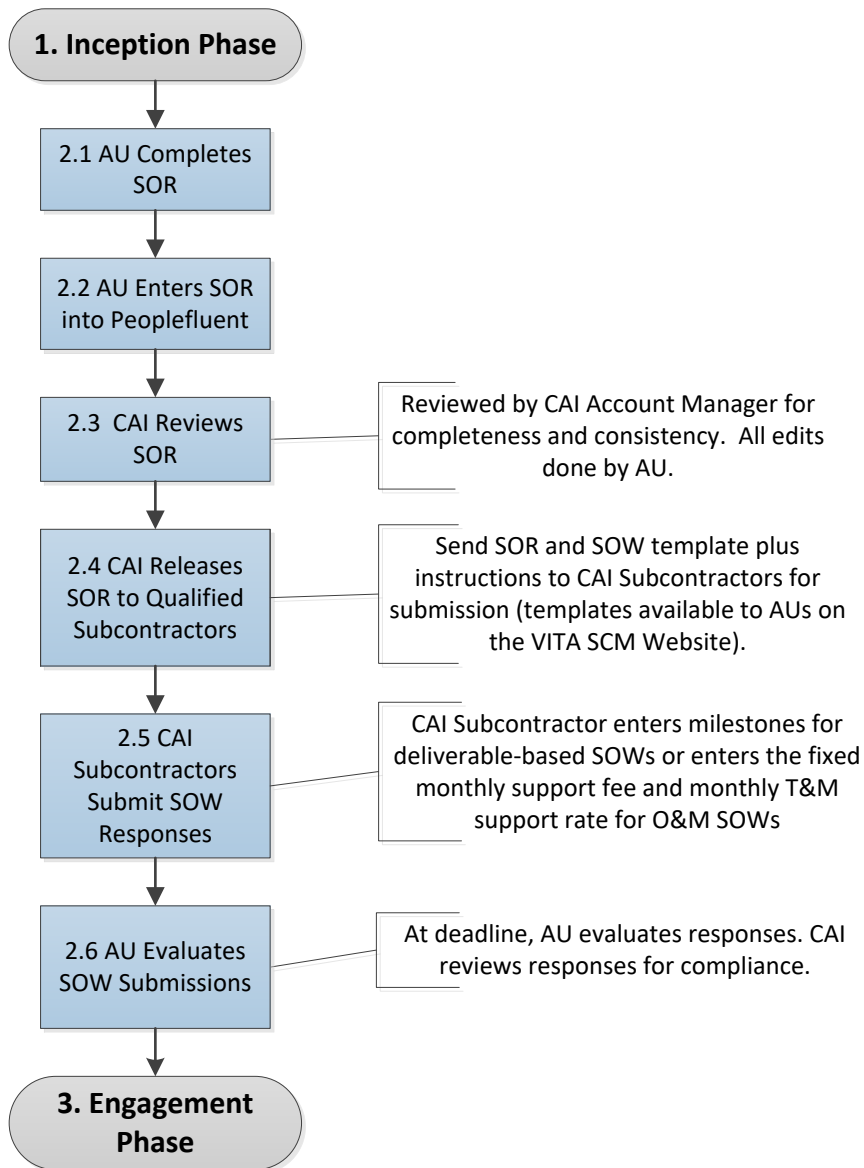 1. Inception Phase
2.1 AU Completes
SOR
2.2 AU Enters SOR
into Peoplefluent
2.3  CAI Reviews
SOR
Reviewed by CAI Account Manager for
completeness and consistency.  All edits
done by AU.
2.4 CAI Releases
SOR to Qualified
Subcontractors
Send SOR and SOW template plus
instructions to CAI Subcontractors for
submission (templates available to AUs on
the VITA SCM Website).
2.5 CAI
Subcontractors
Submit SOW
Responses
CAI Subcontractor enters milestones for
deliverable-based SOWs or enters the fixed
monthly support fee and monthly T&M
support rate for O&M SOWs
2.6 AU Evaluates
SOW Submissions
At deadline, AU evaluates responses. CAI
reviews responses for compliance.
3. Engagement
Phase